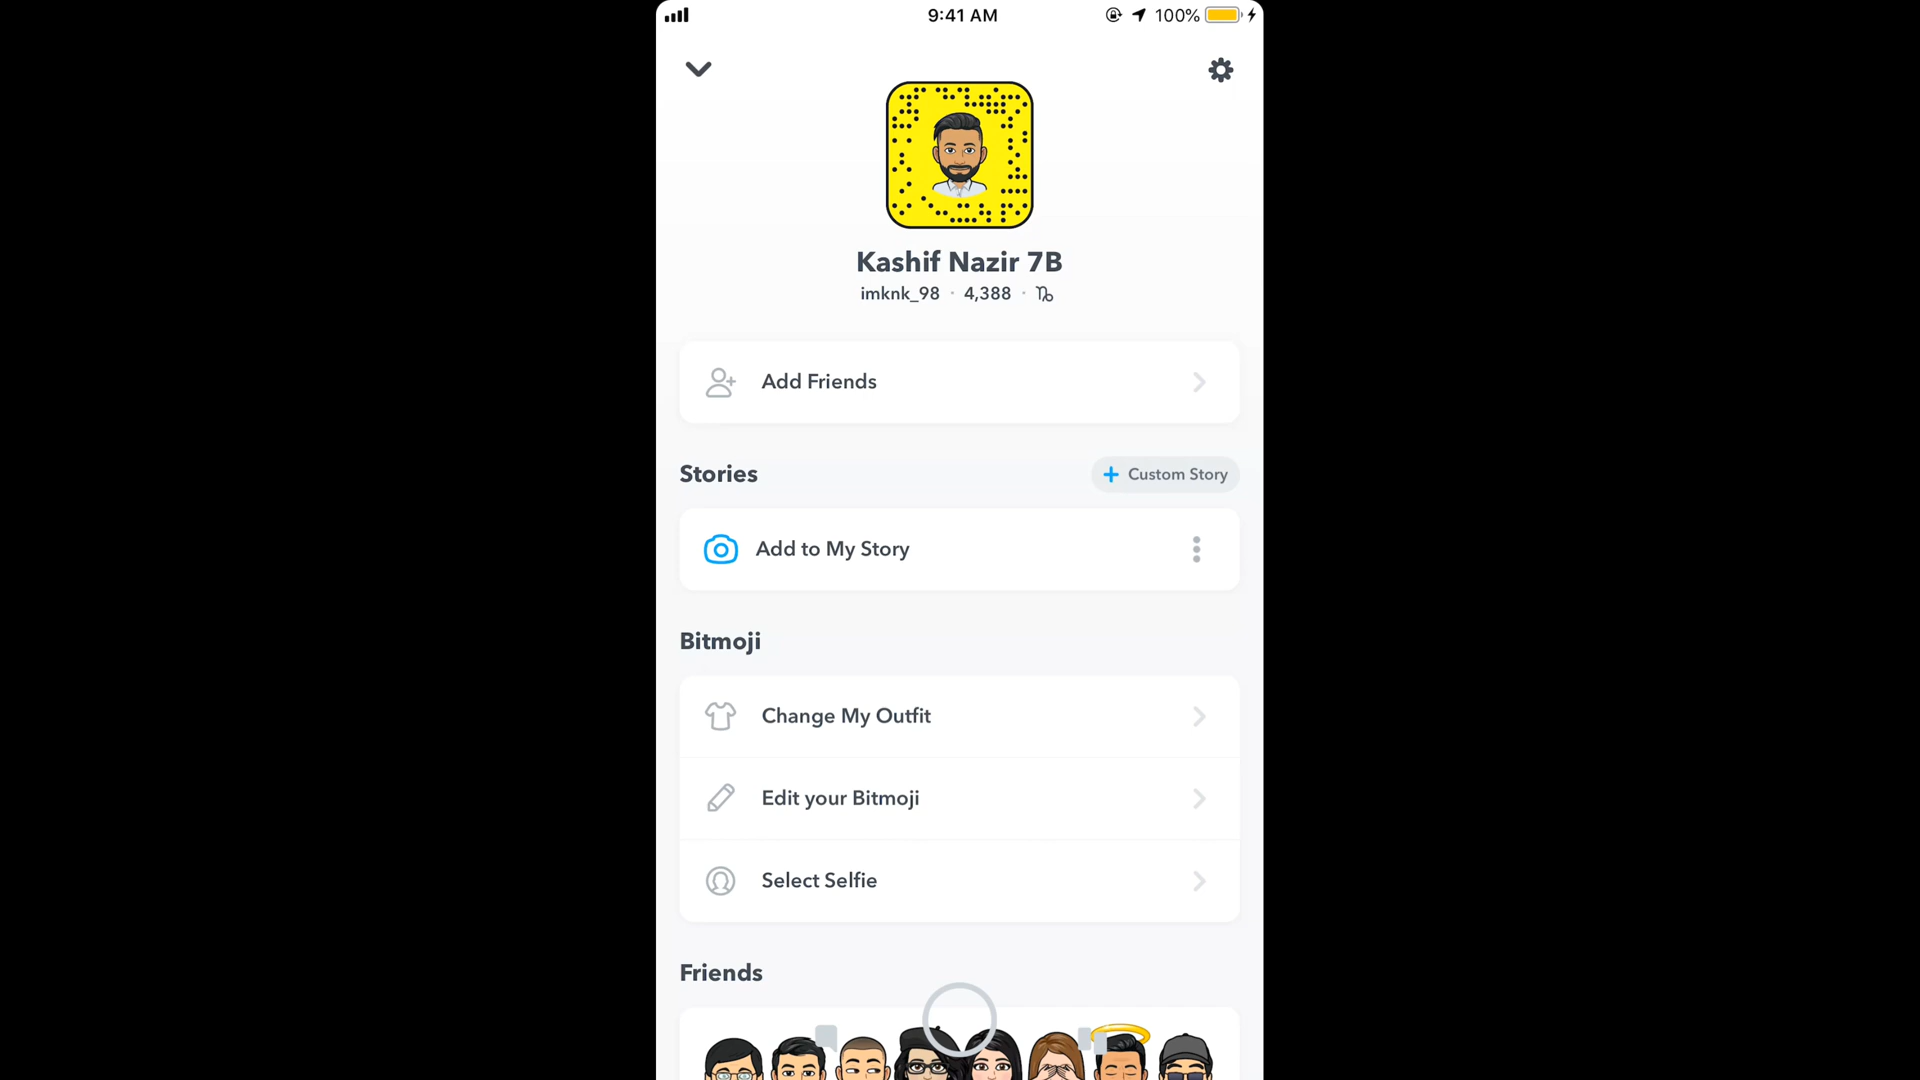 9:41 AM 100%
Kashif Nazir 7B
imknk_98 · 4,388 · ♑
Add Friends
Stories
+ Custom Story
Add to My Story
Bitmoji
Change My Outfit
Edit your Bitmoji
Select Selfie
Friends